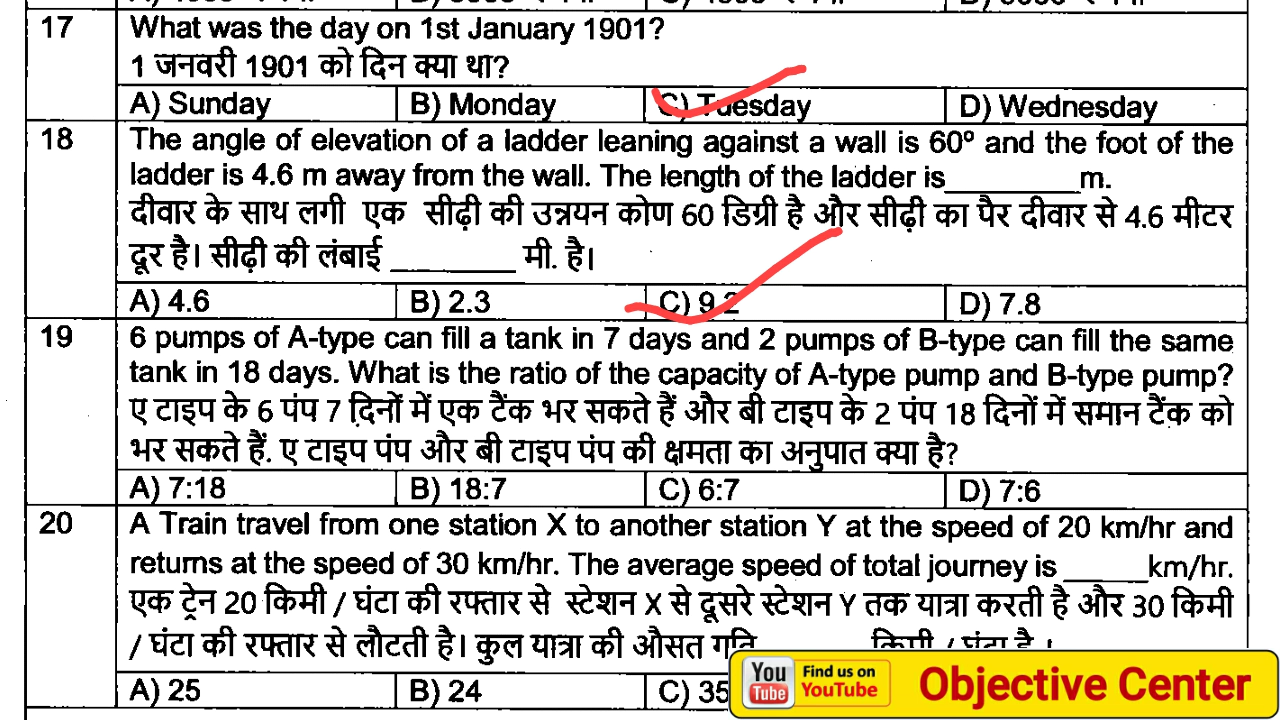 17 What was the day on 1st January 1901?
1 जनवरी 1901 को दिन क्या था?
A) Sunday B) Monday C) Tuesday D) Wednesday
18 The angle of elevation of a ladder leaning against a wall is 60º and the foot of the
ladder is 4.6 m away from the wall. The length of the ladder is________m.
दीवार के साथ लगी एक सीढ़ी की उन्नयन कोण 60 डिग्री है और सीढ़ी का पैर दीवार से 4.6 मीटर
दूर है। सीढ़ी की लंबाई ________ मी. है।
A) 4.6 B) 2.3 C) 9.2 D) 7.8
19 6 pumps of A-type can fill a tank in 7 days and 2 pumps of B-type can fill the same
tank in 18 days. What is the ratio of the capacity of A-type pump and B-type pump?
ए टाइप के 6 पंप 7 दिनों में एक टैंक भर सकते हैं और बी टाइप के 2 पंप 18 दिनों में समान टैंक को
भर सकते हैं. ए टाइप पंप और बी टाइप पंप की क्षमता का अनुपात क्या है?
A) 7:18 B) 18:7 C) 6:7 D) 7:6
20 A Train travel from one station X to another station Y at the speed of 20 km/hr and
returns at the speed of 30 km/hr. The average speed of total journey is _____km/hr.
एक ट्रेन 20 किमी / घंटा की रफ्तार से स्टेशन X से दूसरे स्टेशन Y तक यात्रा करती है और 30 किमी
/ घंटा की रफ्तार से लौटती है। कुल यात्रा की औसत गति
A) 25 B) 24 C) 35
You Tube Find us on YouTube Objective Center